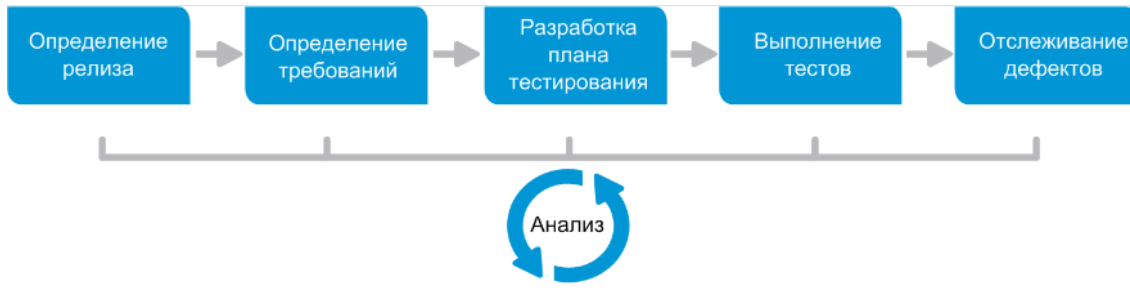 Определение
релиза
Определение
требований
Разработка
плана
тестирования
Выполнение
тестов
Отслеживание
дефектов
Анализ